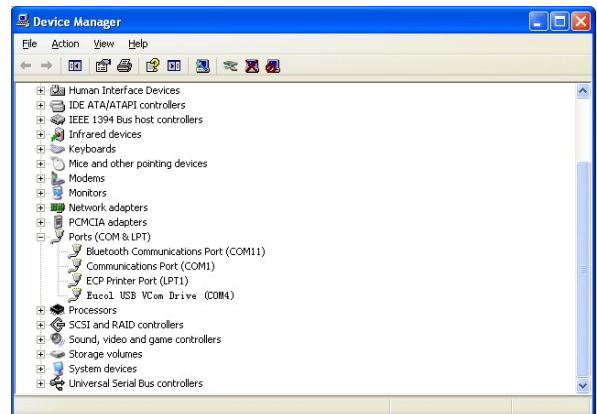 Device Manager
File Action View Help
Human Interface Devices
IDE ATA/ATAPI controllers
IEEE 1394 Bus host controllers
Infrared devices
Keyboards
Mice and other pointing devices
Modems
Monitors
Network adapters
PCMCIA adapters
Ports (COM & LPT)
Bluetooth Communications Port (COM11)
Communications Port (COM1)
ECP Printer Port (LPT1)
Eucol USB VCom Drive (COM4)
Processors
SCSI and RAID controllers
Sound, video and game controllers
Storage volumes
System devices
Universal Serial Bus controllers